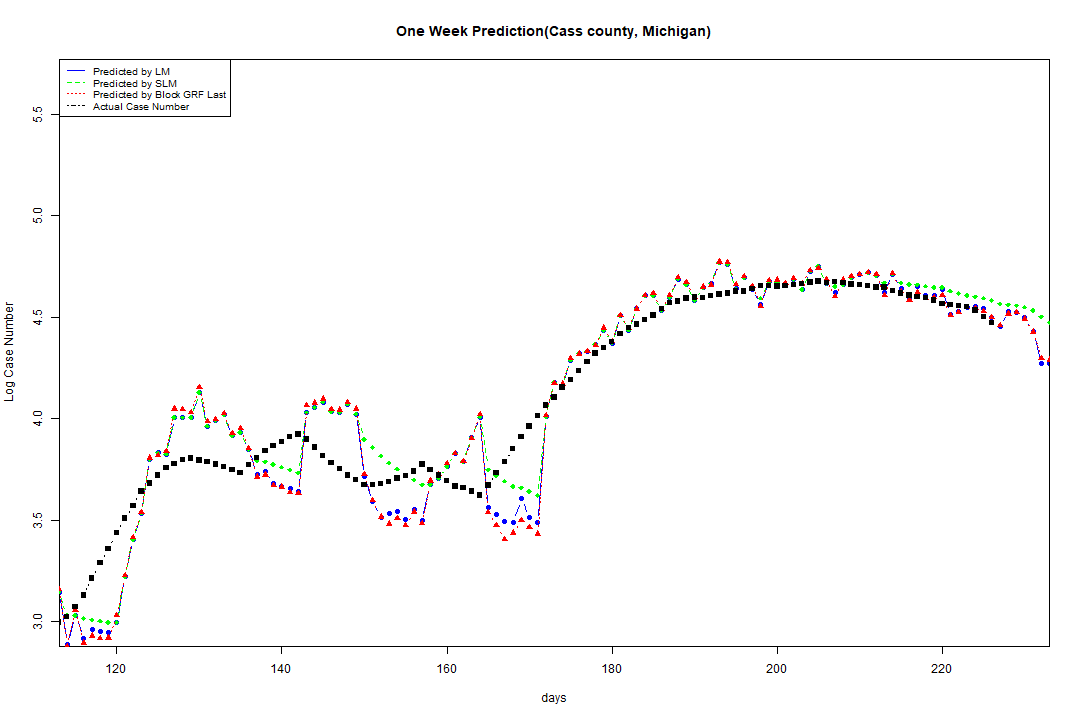 One Week Prediction(Cass county, Michigan)
Predicted by LM
Predicted by SLM
Predicted by Block GRF Last
Actual Case Number
5.5
5.0
4.5
4.0
3.5
3.0
Log Case Number
120 140 160 180 200 220
days